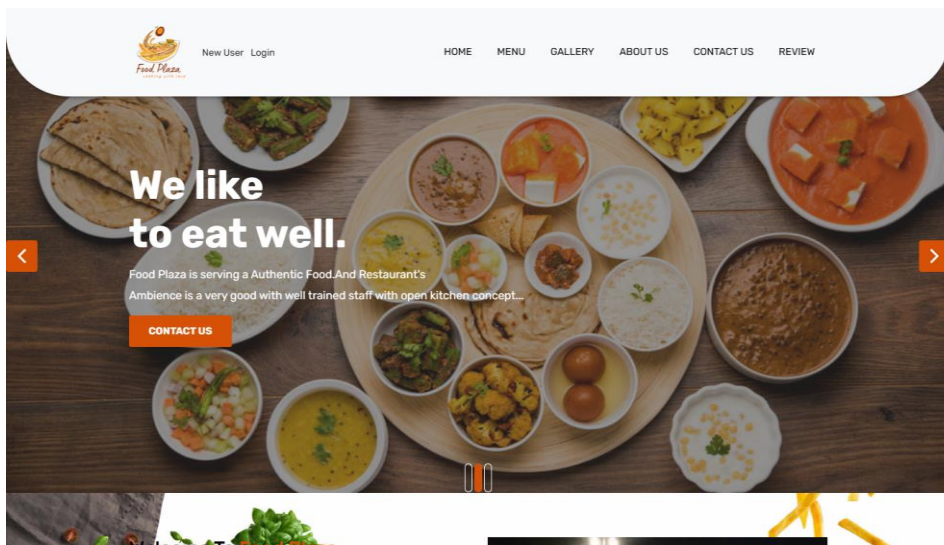 Food Plaza
New User Login
HOME MENU GALLERY ABOUT US CONTACT US REVIEW
We like
to eat well.
Food Plaza is serving a Authentic Food.And Restaurant's
Ambience is a very good with well trained staff with open kitchen concept...
CONTACT US